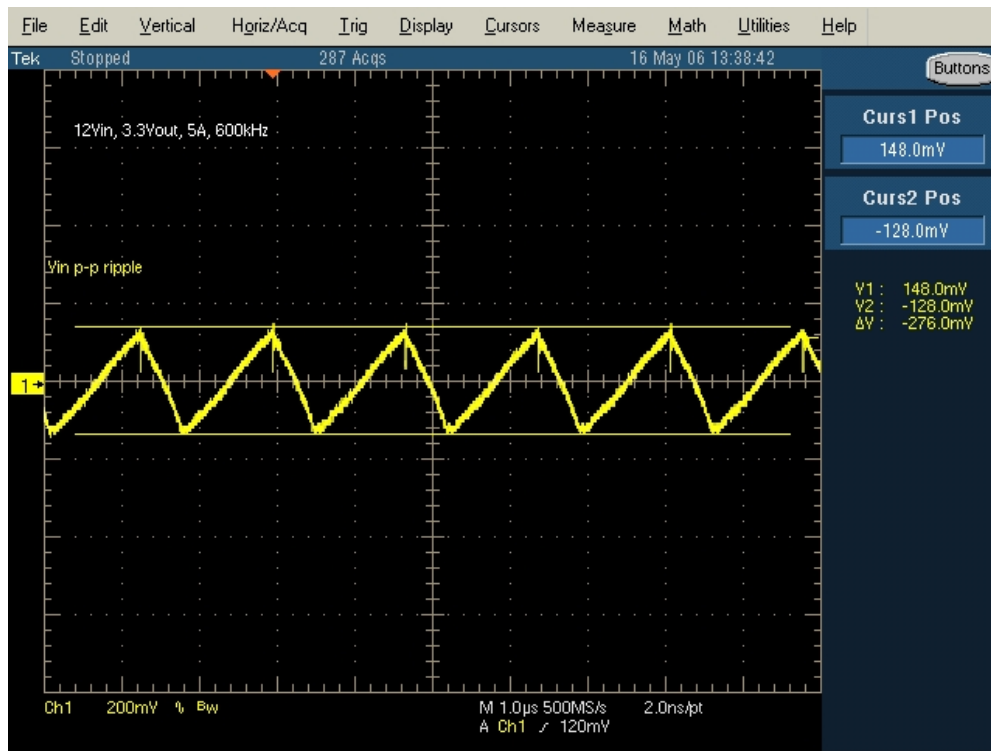 File Edit Vertical Horiz/Acq Trig Display Cursors Measure Math Utilities Help
Tek Stopped 287 Acqs 16 May 06 13:38:42
Buttons
12Vin, 3.3Vout, 5A, 600kHz
Curs1 Pos
148.0mV
Curs2 Pos
-128.0mV
Vin p-p ripple
V1 : 148.0mV
V2 : -128.0mV
ΔV : -276.0mV
1
Ch1 200mV Bw M 1.0µs 500MS/s 2.0ns/pt
A Ch1 120mV